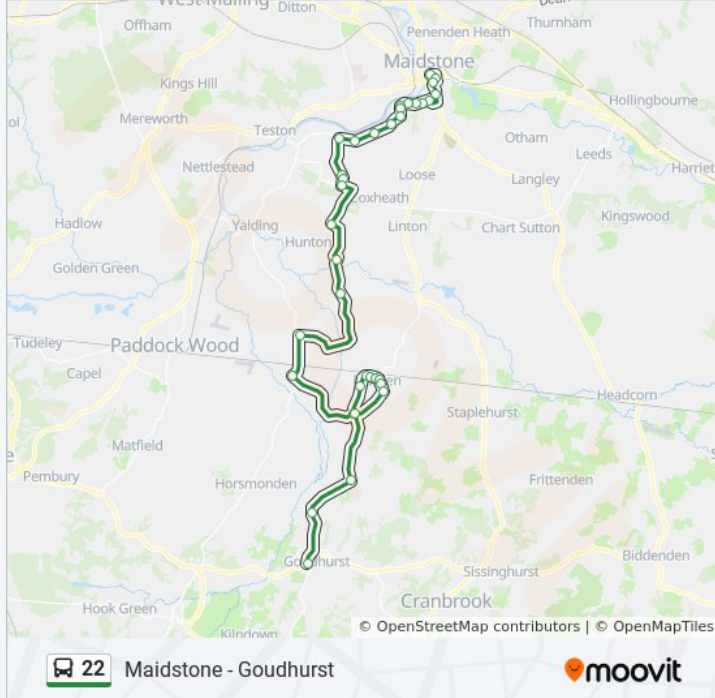 West Malling
Ditton
Dean
Offham
Penenden Heath
Thurnham
Maidstone
Kings Hill
Hollingbourne
Mereworth
Teston
Otham
Nettlestead
Leeds
Loose
Langley
Harriet
Coxheath
Kingswood
Hadlow
Yalding
Linton
Chart Sutton
Hunton
Golden Green
Tudeley
Paddock Wood
Capel
en
Headcorn
Staplehurst
Matfield
Pembury
Horsmonden
Frittenden
Goudhurst
Biddenden
Sissinghurst
Hook Green
Cranbrook
Kilndown
© OpenStreetMap contributors | © OpenMapTiles
22 Maidstone - Goudhurst
moovit